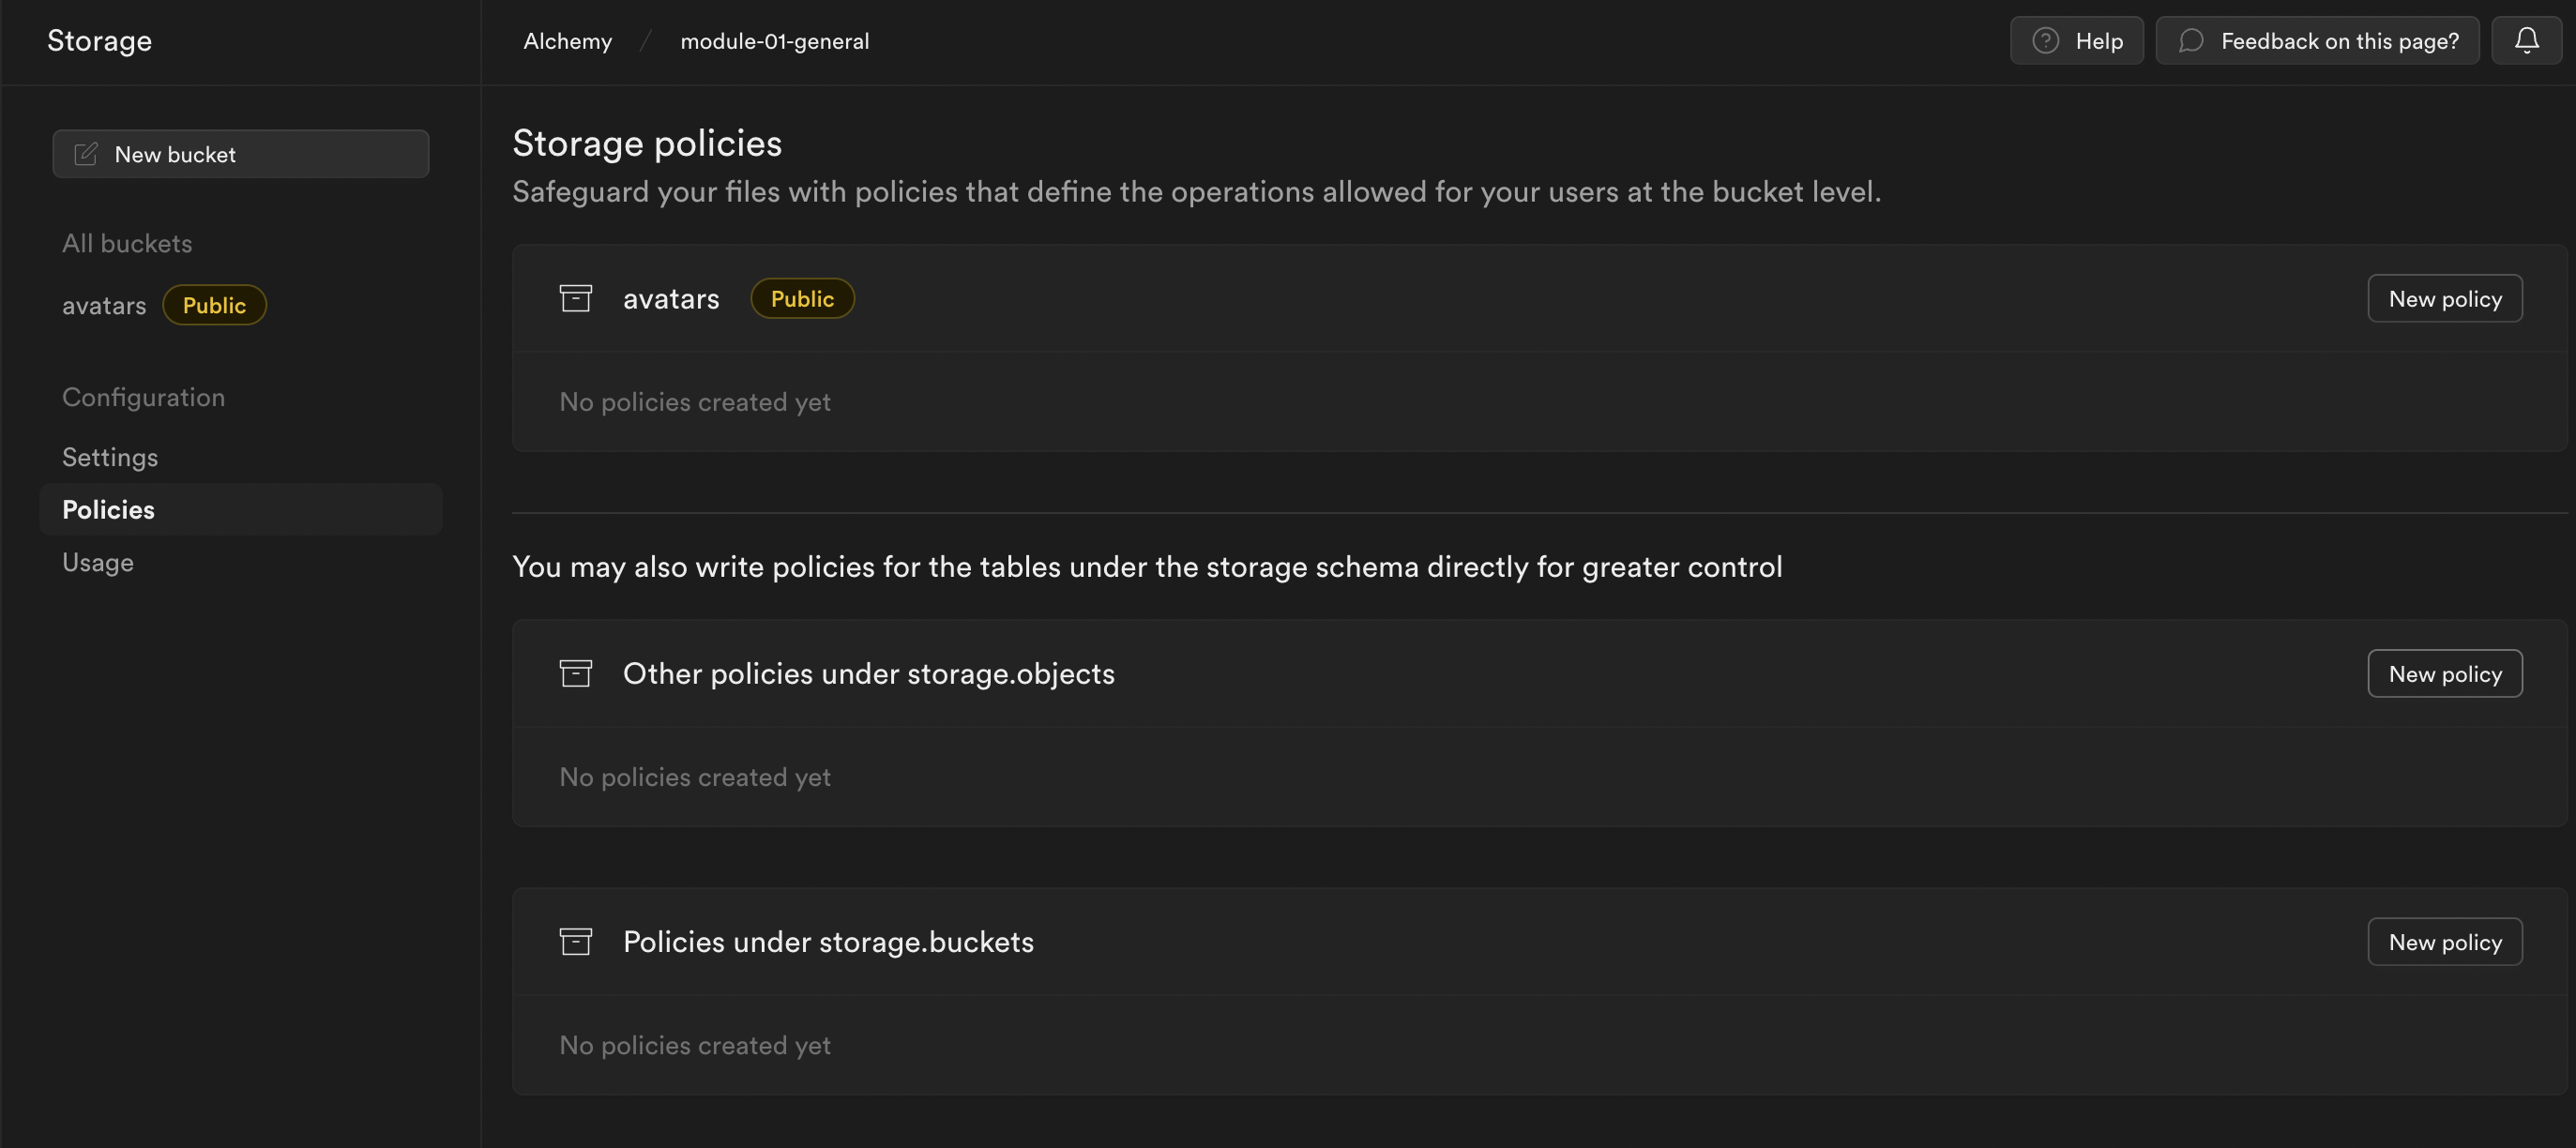 Storage
Alchemy / module-01-general
Help
Feedback on this page?
New bucket
All buckets
avatars Public
Configuration
Settings
Policies
Usage
Storage policies
Safeguard your files with policies that define the operations allowed for your users at the bucket level.
avatars Public
New policy
No policies created yet
You may also write policies for the tables under the storage schema directly for greater control
Other policies under storage.objects
New policy
No policies created yet
Policies under storage.buckets
New policy
No policies created yet